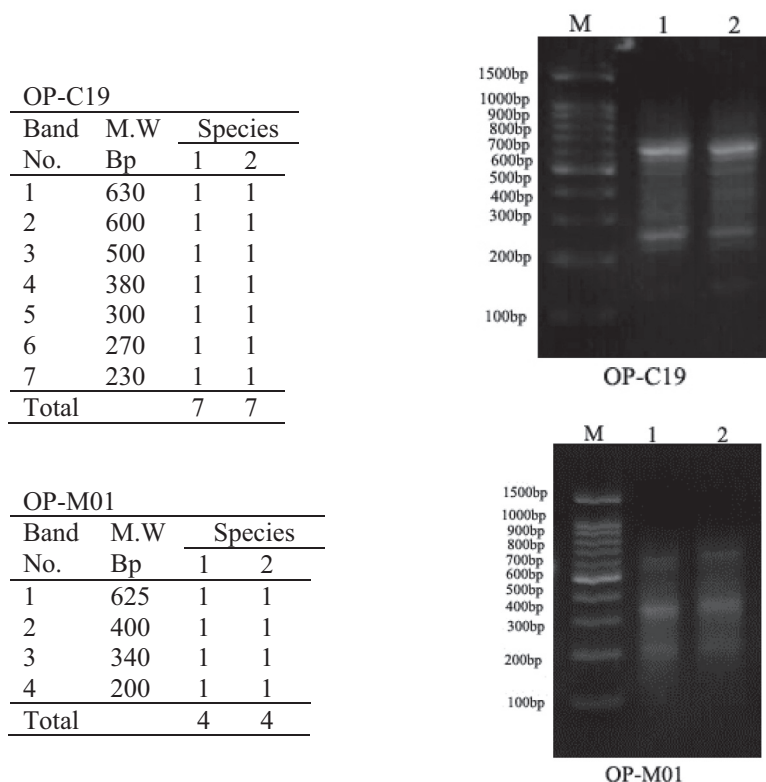 OP-C19
Band M.W Species
No. Bp 1 2
1 630 1 1
2 600 1 1
3 500 1 1
4 380 1 1
5 300 1 1
6 270 1 1
7 230 1 1
Total 7 7
M 1 2
1500bp
1000bp
900bp
800bp
700bp
600bp
500bp
400bp
300bp
200bp
100bp
OP-C19
OP-M01
Band M.W Species
No. Bp 1 2
1 625 1 1
2 400 1 1
3 340 1 1
4 200 1 1
Total 4 4
M 1 2
1500bp
1000bp
900bp
800bp
700bp
600bp
500bp
400bp
300bp
200bp
100bp
OP-M01